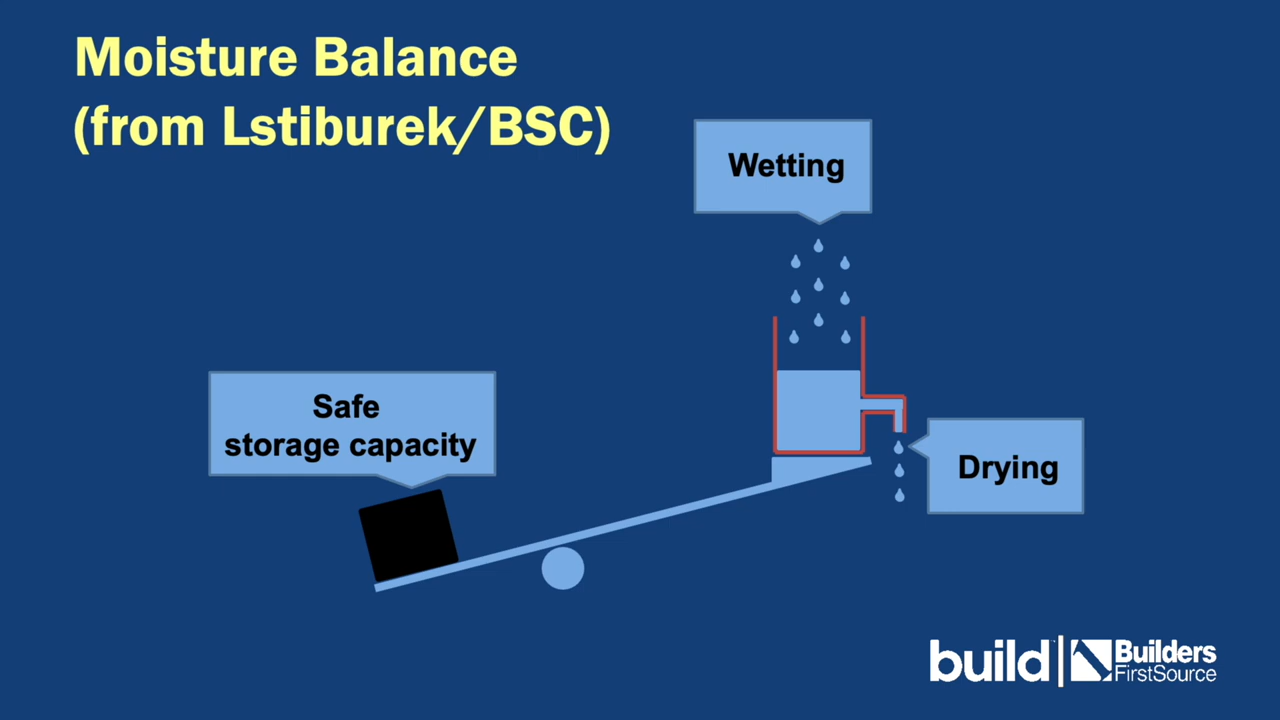 Moisture Balance
(from Lstiburek/BSC)
Wetting
Safe
storage capacity
Drying
build
Builders
FirstSource